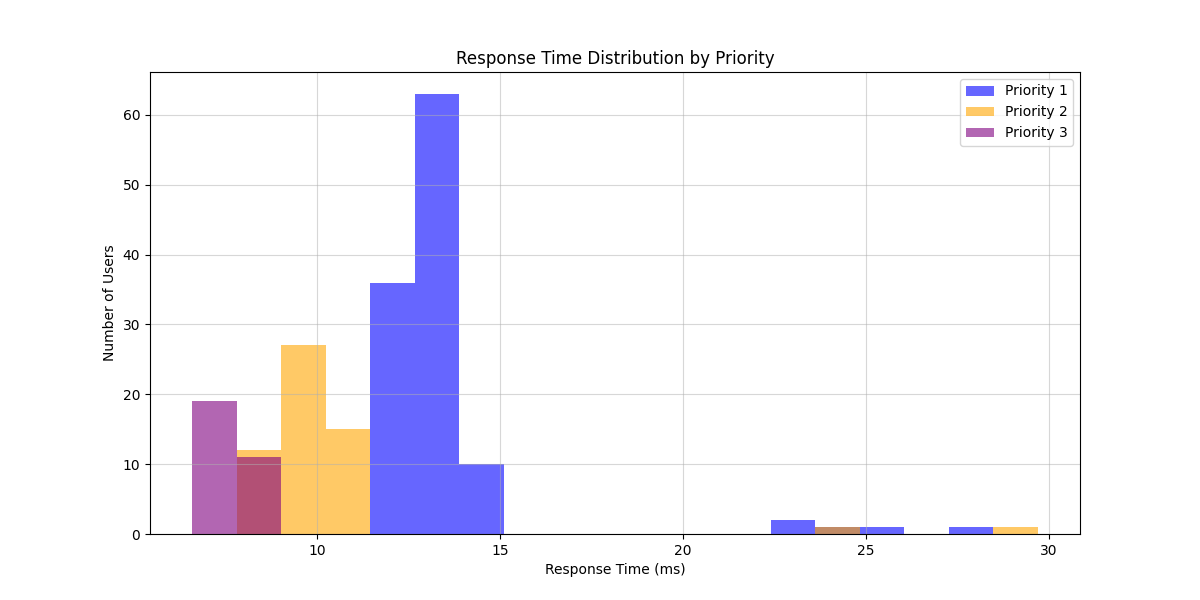 Response Time Distribution by Priority
Priority 1
Priority 2
Priority 3
Number of Users
60
50
40
30
20
10
0
10 15 20 25 30
Response Time (ms)